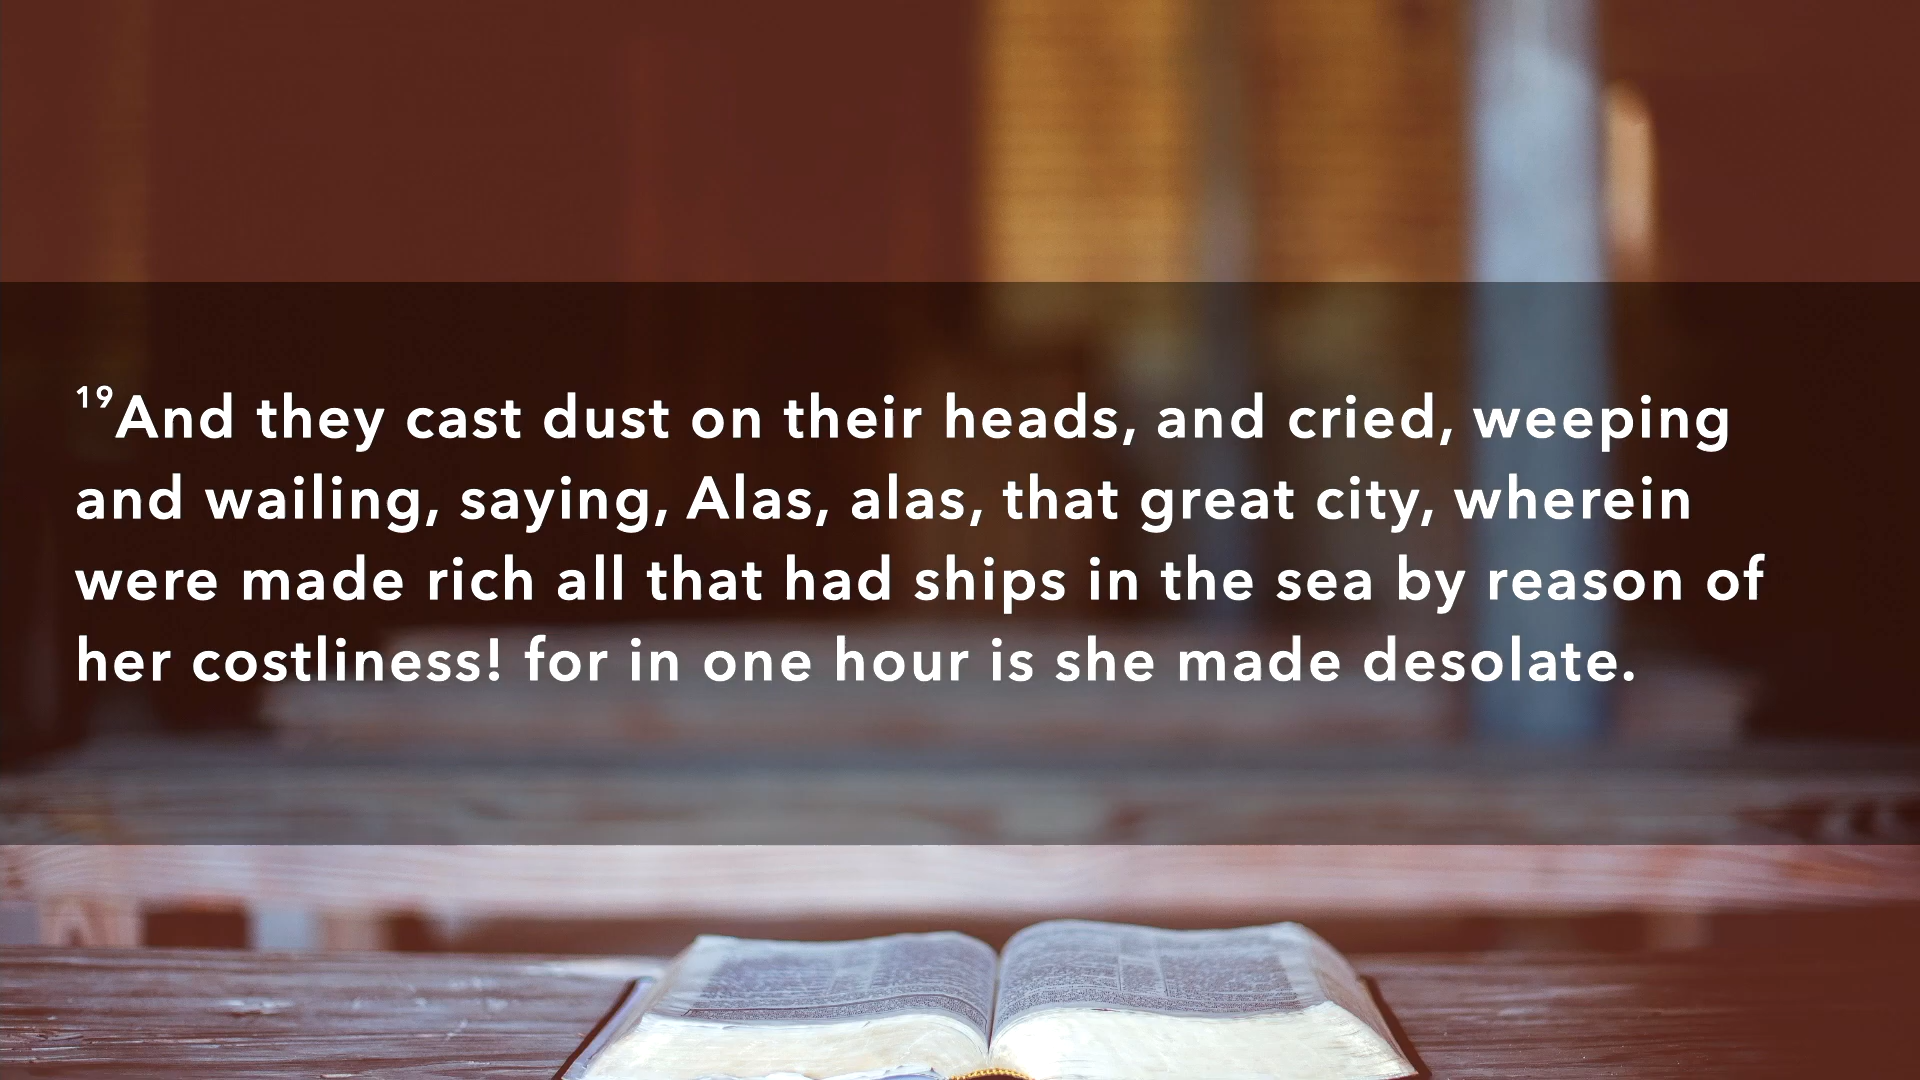 19And they cast dust on their heads, and cried, weeping
and wailing, saying, Alas, alas, that great city, wherein
were made rich all that had ships in the sea by reason of
her costliness! for in one hour is she made desolate.